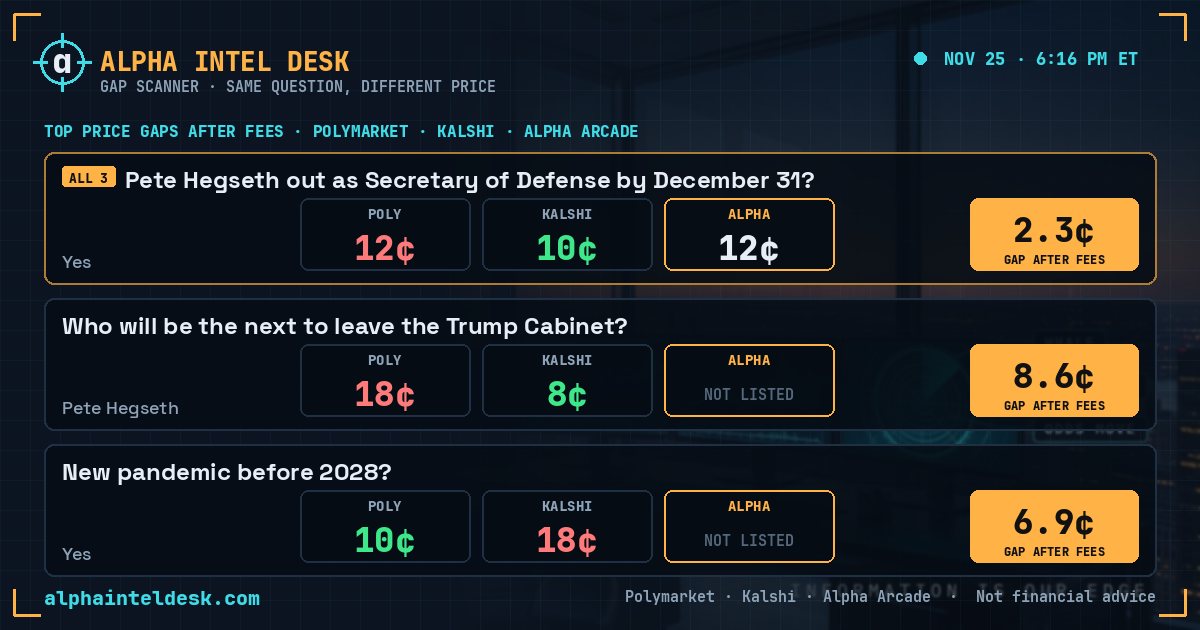 α ALPHA INTEL DESK
GAP SCANNER · SAME QUESTION, DIFFERENT PRICE
NOV 25 · 6:16 PM ET
TOP PRICE GAPS AFTER FEES · POLYMARKET · KALSHI · ALPHA ARCADE
ALL 3 Pete Hegseth out as Secretary of Defense by December 31?
POLY KALSHI ALPHA
12¢ 10¢ 12¢ 2.3¢
Yes GAP AFTER FEES
Who will be the next to leave the Trump Cabinet?
POLY KALSHI ALPHA
18¢ 8¢ NOT LISTED 8.6¢
Pete Hegseth GAP AFTER FEES
New pandemic before 2028?
POLY KALSHI ALPHA
10¢ 18¢ NOT LISTED 6.9¢
Yes GAP AFTER FEES
INFORMATION IS OUR EDGE
alphainteldesk.com Polymarket · Kalshi · Alpha Arcade · Not financial advice